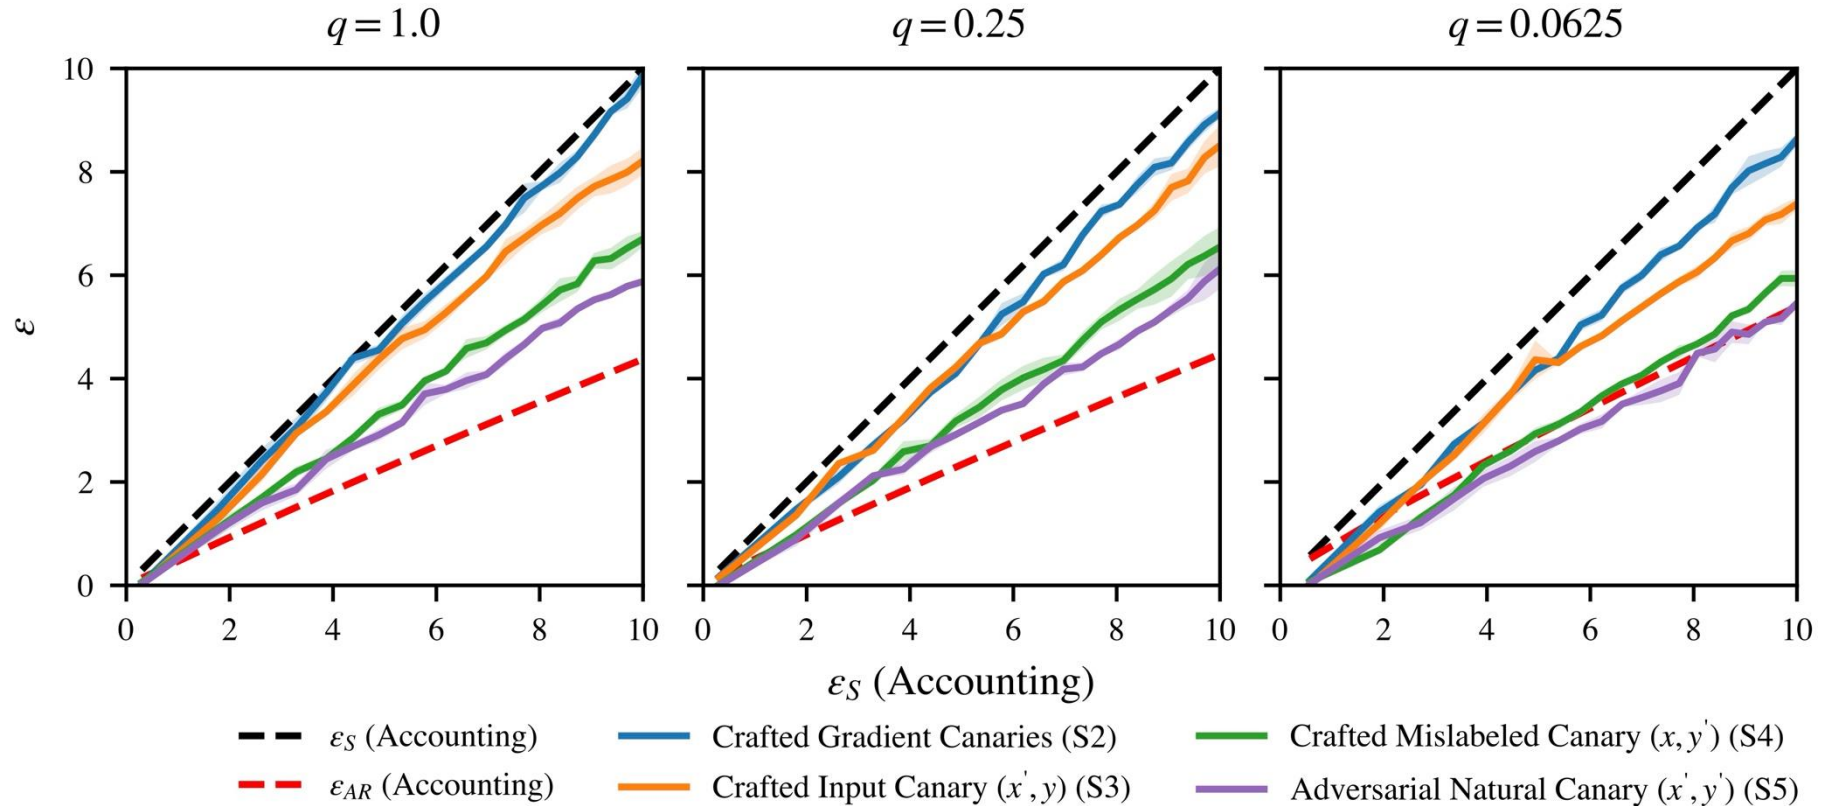 q = 1.0 q = 0.25 q = 0.0625
10
8
6
4
2
0
ε
0 2 4 6 8 10 0 2 4 6 8 10 0 2 4 6 8 10
ε_S (Accounting)
ε_S (Accounting) Crafted Gradient Canaries (S2) Crafted Mislabeled Canary (x, y') (S4)
ε_AR (Accounting) Crafted Input Canary (x', y) (S3) Adversarial Natural Canary (x', y') (S5)